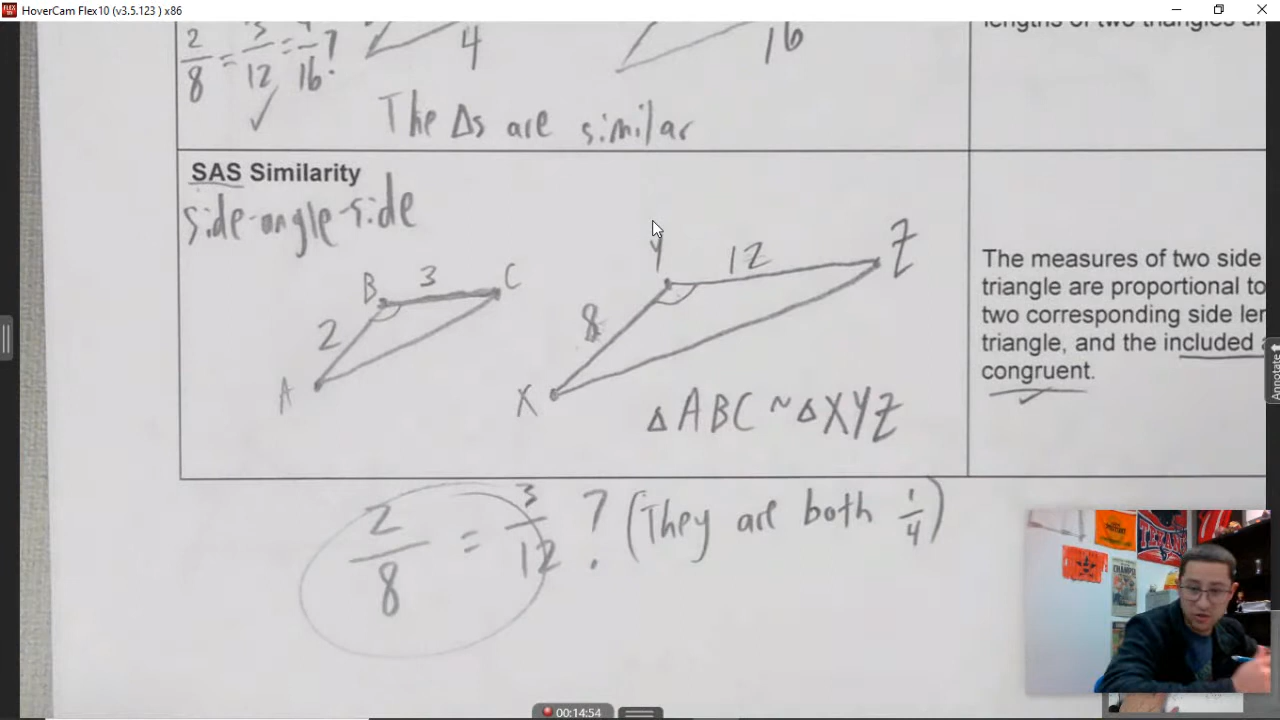 HoverCam Flex10 (v3.5.123 ) x86
lengths of two triangles a
2/8 = 3/12 = /16 ?
4
16
The Δs are similar
SAS Similarity
side-angle-side
B 3 C
2
A
Y 12 Z
8
X
ΔABC ~ ΔXYZ
The measures of two side
triangle are proportional to
two corresponding side len
triangle, and the included a
congruent.
2/8 = 3/12 ? (They are both 1/4)
Annotate
TEXANS
00:14:54